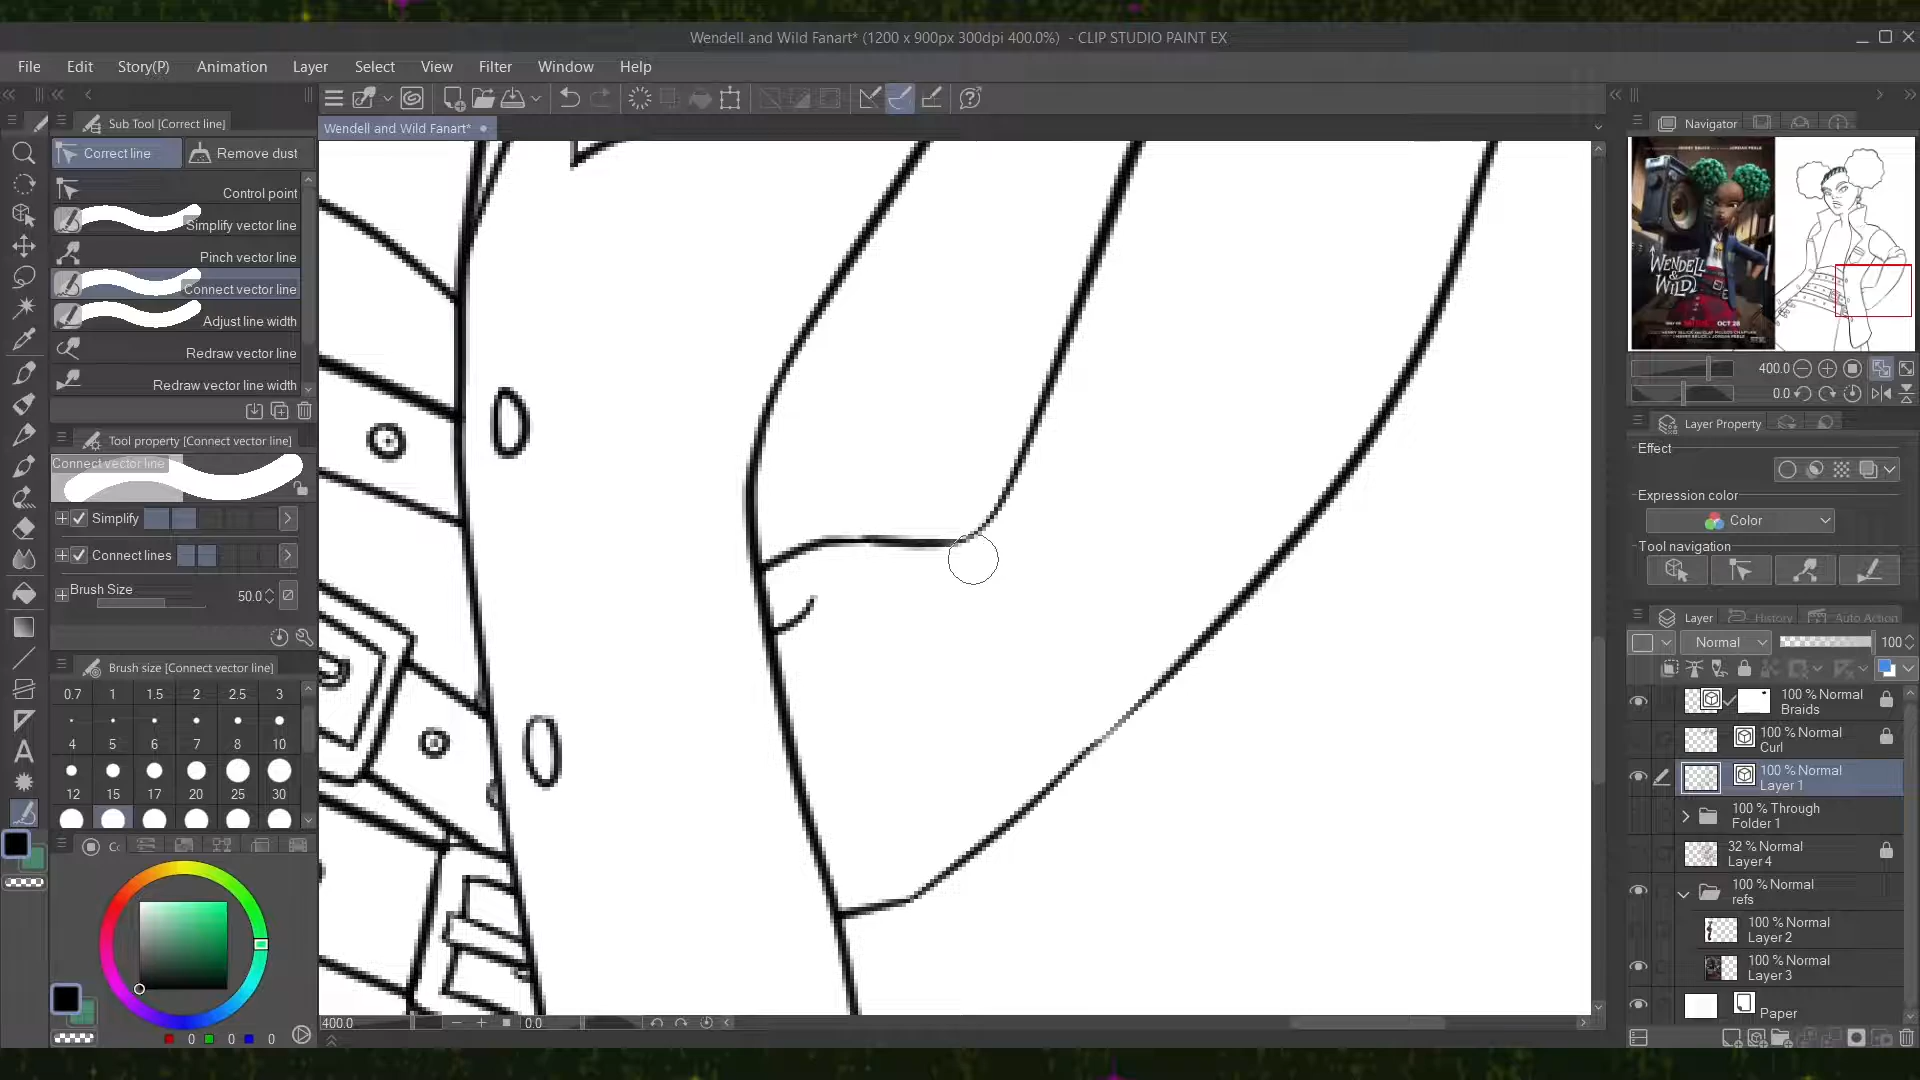 Wendell and Wild Fanart* (1200 x 900px 300dpi 400.0%) - CLIP STUDIO PAINT EX
File Edit Story(P) Animation Layer Select View Filter Window Help
Sub Tool [Correct line]
Correct line Remove dust
Control point
Simplify vector line
Pinch vector line
Connect vector line
Adjust line width
Redraw vector line
Redraw vector line width
Tool property [Connect vector line]
Connect vector line
Simplify
Connect lines
Brush Size 50.0
Brush size [Connect vector line]
0.7 1 1.5 2 2.5 3
4 5 6 7 8 10
12 15 17 20 25 30
0 0 0
Wendell and Wild Fanart*
400.0 0.0
Navigator
WENDELL
& WILD
OCT 28
400.0
0.0
Layer Property
Effect
Expression color
Color
Tool navigation
Layer History Auto Action
Normal 100
100 % Normal
Braids
100 % Normal
Curl
100 % Normal
Layer 1
100 % Through
Folder 1
32 % Normal
Layer 4
100 % Normal
refs
100 % Normal
Layer 2
100 % Normal
Layer 3
Paper